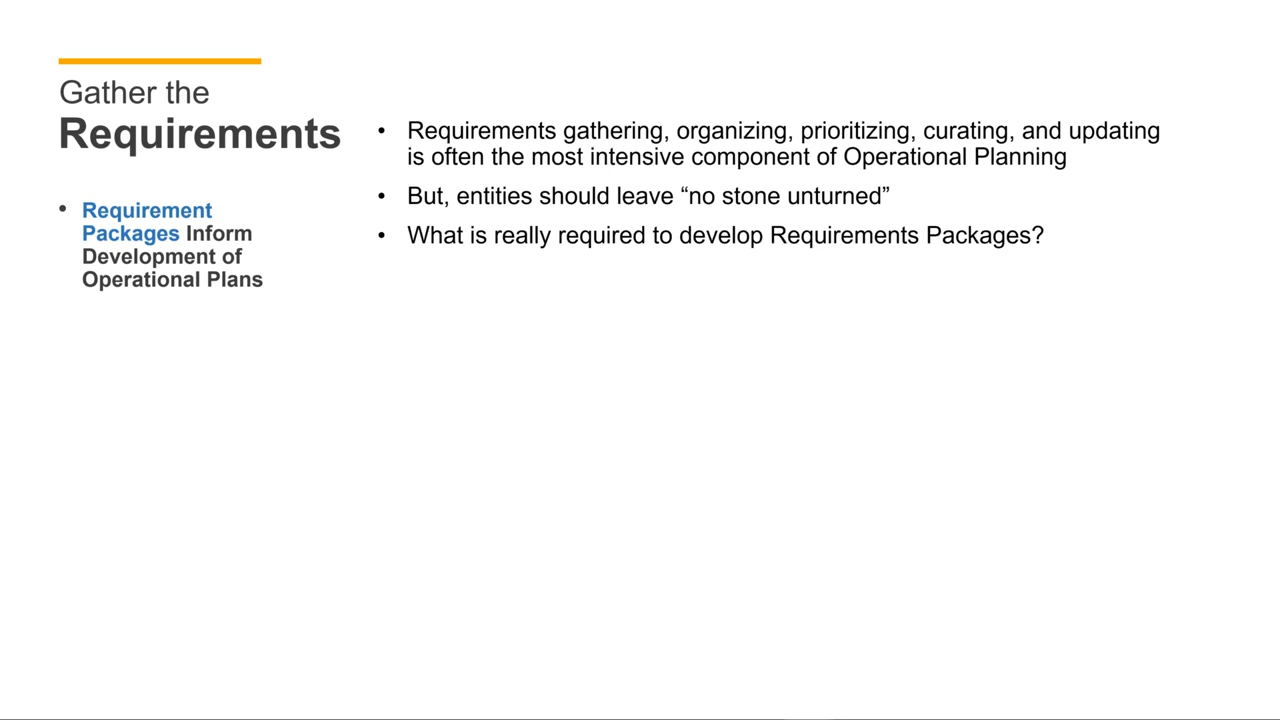 Gather the
Requirements
• Requirement
Packages Inform
Development of
Operational Plans
• Requirements gathering, organizing, prioritizing, curating, and updating
is often the most intensive component of Operational Planning
• But, entities should leave “no stone unturned”
• What is really required to develop Requirements Packages?